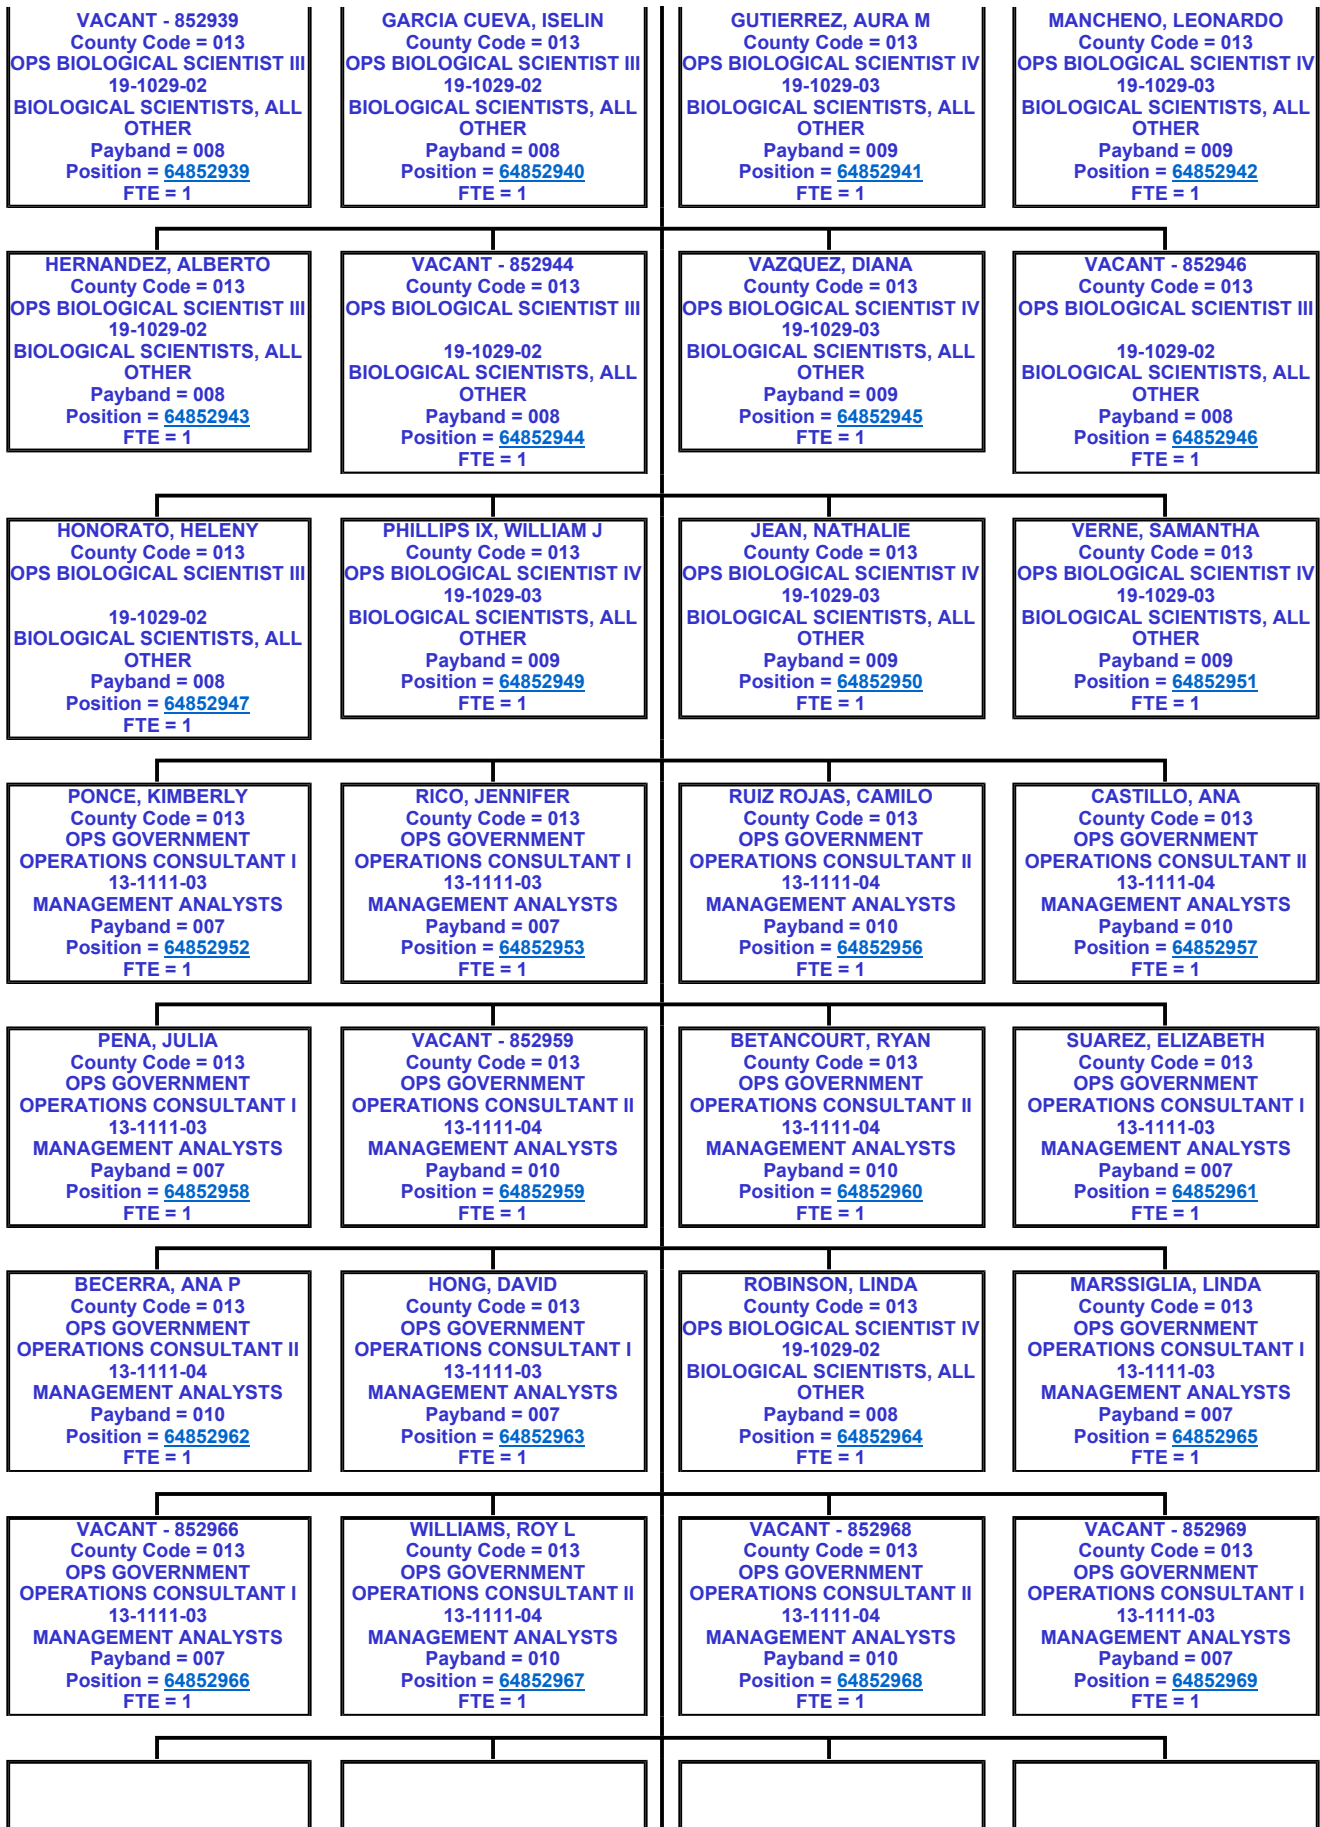 VACANT - 852939
County Code = 013
OPS BIOLOGICAL SCIENTIST III
19-1029-02
BIOLOGICAL SCIENTISTS, ALL
OTHER
Payband = 008
Position = 64852939
FTE = 1
GARCIA CUEVA, ISELIN
County Code = 013
OPS BIOLOGICAL SCIENTIST III
19-1029-02
BIOLOGICAL SCIENTISTS, ALL
OTHER
Payband = 008
Position = 64852940
FTE = 1
GUTIERREZ, AURA M
County Code = 013
OPS BIOLOGICAL SCIENTIST IV
19-1029-03
BIOLOGICAL SCIENTISTS, ALL
OTHER
Payband = 009
Position = 64852941
FTE = 1
MANCHENO, LEONARDO
County Code = 013
OPS BIOLOGICAL SCIENTIST IV
19-1029-03
BIOLOGICAL SCIENTISTS, ALL
OTHER
Payband = 009
Position = 64852942
FTE = 1
HERNANDEZ, ALBERTO
County Code = 013
OPS BIOLOGICAL SCIENTIST III
19-1029-02
BIOLOGICAL SCIENTISTS, ALL
OTHER
Payband = 008
Position = 64852943
FTE = 1
VACANT - 852944
County Code = 013
OPS BIOLOGICAL SCIENTIST III
19-1029-02
BIOLOGICAL SCIENTISTS, ALL
OTHER
Payband = 008
Position = 64852944
FTE = 1
VAZQUEZ, DIANA
County Code = 013
OPS BIOLOGICAL SCIENTIST IV
19-1029-03
BIOLOGICAL SCIENTISTS, ALL
OTHER
Payband = 009
Position = 64852945
FTE = 1
VACANT - 852946
County Code = 013
OPS BIOLOGICAL SCIENTIST III
19-1029-02
BIOLOGICAL SCIENTISTS, ALL
OTHER
Payband = 008
Position = 64852946
FTE = 1
HONORATO, HELENY
County Code = 013
OPS BIOLOGICAL SCIENTIST III
19-1029-02
BIOLOGICAL SCIENTISTS, ALL
OTHER
Payband = 008
Position = 64852947
FTE = 1
PHILLIPS IX, WILLIAM J
County Code = 013
OPS BIOLOGICAL SCIENTIST IV
19-1029-03
BIOLOGICAL SCIENTISTS, ALL
OTHER
Payband = 009
Position = 64852949
FTE = 1
JEAN, NATHALIE
County Code = 013
OPS BIOLOGICAL SCIENTIST IV
19-1029-03
BIOLOGICAL SCIENTISTS, ALL
OTHER
Payband = 009
Position = 64852950
FTE = 1
VERNE, SAMANTHA
County Code = 013
OPS BIOLOGICAL SCIENTIST IV
19-1029-03
BIOLOGICAL SCIENTISTS, ALL
OTHER
Payband = 009
Position = 64852951
FTE = 1
PONCE, KIMBERLY
County Code = 013
OPS GOVERNMENT
OPERATIONS CONSULTANT I
13-1111-03
MANAGEMENT ANALYSTS
Payband = 007
Position = 64852952
FTE = 1
RICO, JENNIFER
County Code = 013
OPS GOVERNMENT
OPERATIONS CONSULTANT I
13-1111-03
MANAGEMENT ANALYSTS
Payband = 007
Position = 64852953
FTE = 1
RUIZ ROJAS, CAMILO
County Code = 013
OPS GOVERNMENT
OPERATIONS CONSULTANT II
13-1111-04
MANAGEMENT ANALYSTS
Payband = 010
Position = 64852956
FTE = 1
CASTILLO, ANA
County Code = 013
OPS GOVERNMENT
OPERATIONS CONSULTANT II
13-1111-04
MANAGEMENT ANALYSTS
Payband = 010
Position = 64852957
FTE = 1
PENA, JULIA
County Code = 013
OPS GOVERNMENT
OPERATIONS CONSULTANT I
13-1111-03
MANAGEMENT ANALYSTS
Payband = 007
Position = 64852958
FTE = 1
VACANT - 852959
County Code = 013
OPS GOVERNMENT
OPERATIONS CONSULTANT II
13-1111-04
MANAGEMENT ANALYSTS
Payband = 010
Position = 64852959
FTE = 1
BETANCOURT, RYAN
County Code = 013
OPS GOVERNMENT
OPERATIONS CONSULTANT II
13-1111-04
MANAGEMENT ANALYSTS
Payband = 010
Position = 64852960
FTE = 1
SUAREZ, ELIZABETH
County Code = 013
OPS GOVERNMENT
OPERATIONS CONSULTANT I
13-1111-03
MANAGEMENT ANALYSTS
Payband = 007
Position = 64852961
FTE = 1
BECERRA, ANA P
County Code = 013
OPS GOVERNMENT
OPERATIONS CONSULTANT II
13-1111-04
MANAGEMENT ANALYSTS
Payband = 010
Position = 64852962
FTE = 1
HONG, DAVID
County Code = 013
OPS GOVERNMENT
OPERATIONS CONSULTANT I
13-1111-03
MANAGEMENT ANALYSTS
Payband = 007
Position = 64852963
FTE = 1
ROBINSON, LINDA
County Code = 013
OPS BIOLOGICAL SCIENTIST IV
19-1029-02
BIOLOGICAL SCIENTISTS, ALL
OTHER
Payband = 008
Position = 64852964
FTE = 1
MARSSIGLIA, LINDA
County Code = 013
OPS GOVERNMENT
OPERATIONS CONSULTANT I
13-1111-03
MANAGEMENT ANALYSTS
Payband = 007
Position = 64852965
FTE = 1
VACANT - 852966
County Code = 013
OPS GOVERNMENT
OPERATIONS CONSULTANT I
13-1111-03
MANAGEMENT ANALYSTS
Payband = 007
Position = 64852966
FTE = 1
WILLIAMS, ROY L
County Code = 013
OPS GOVERNMENT
OPERATIONS CONSULTANT II
13-1111-04
MANAGEMENT ANALYSTS
Payband = 010
Position = 64852967
FTE = 1
VACANT - 852968
County Code = 013
OPS GOVERNMENT
OPERATIONS CONSULTANT II
13-1111-04
MANAGEMENT ANALYSTS
Payband = 010
Position = 64852968
FTE = 1
VACANT - 852969
County Code = 013
OPS GOVERNMENT
OPERATIONS CONSULTANT I
13-1111-03
MANAGEMENT ANALYSTS
Payband = 007
Position = 64852969
FTE = 1